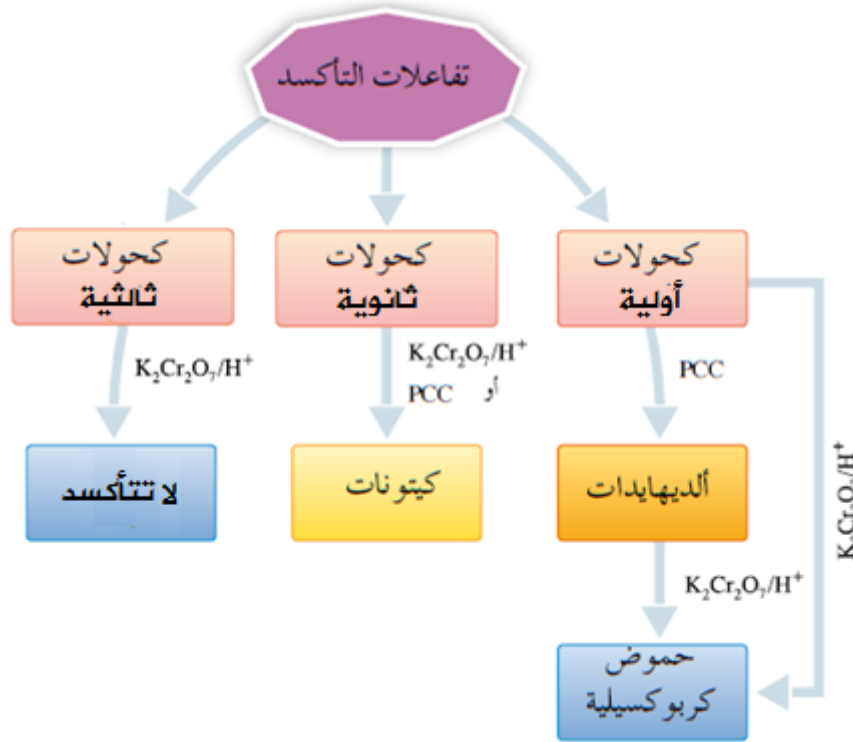 تفاعلات التأكسد
كحولات
أولية
كحولات
ثانوية
كحولات
ثالثية
PCC
K₂Cr₂O₇/H⁺
أو PCC
K₂Cr₂O₇/H⁺
K₂Cr₂O₇/H⁺
ألديهايدات
كيتونات
لا تتأكسد
K₂Cr₂O₇/H⁺
حموض
كربوكسيلية